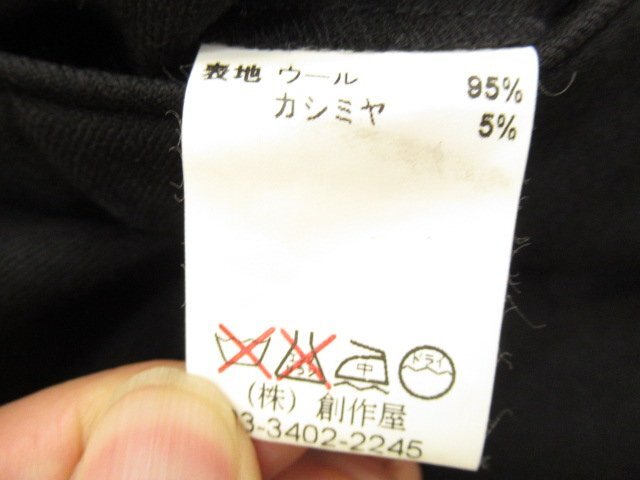 表地 ウール 95%
カシミヤ 5%
中 ドライ
(株) 創作屋
03-3402-2245